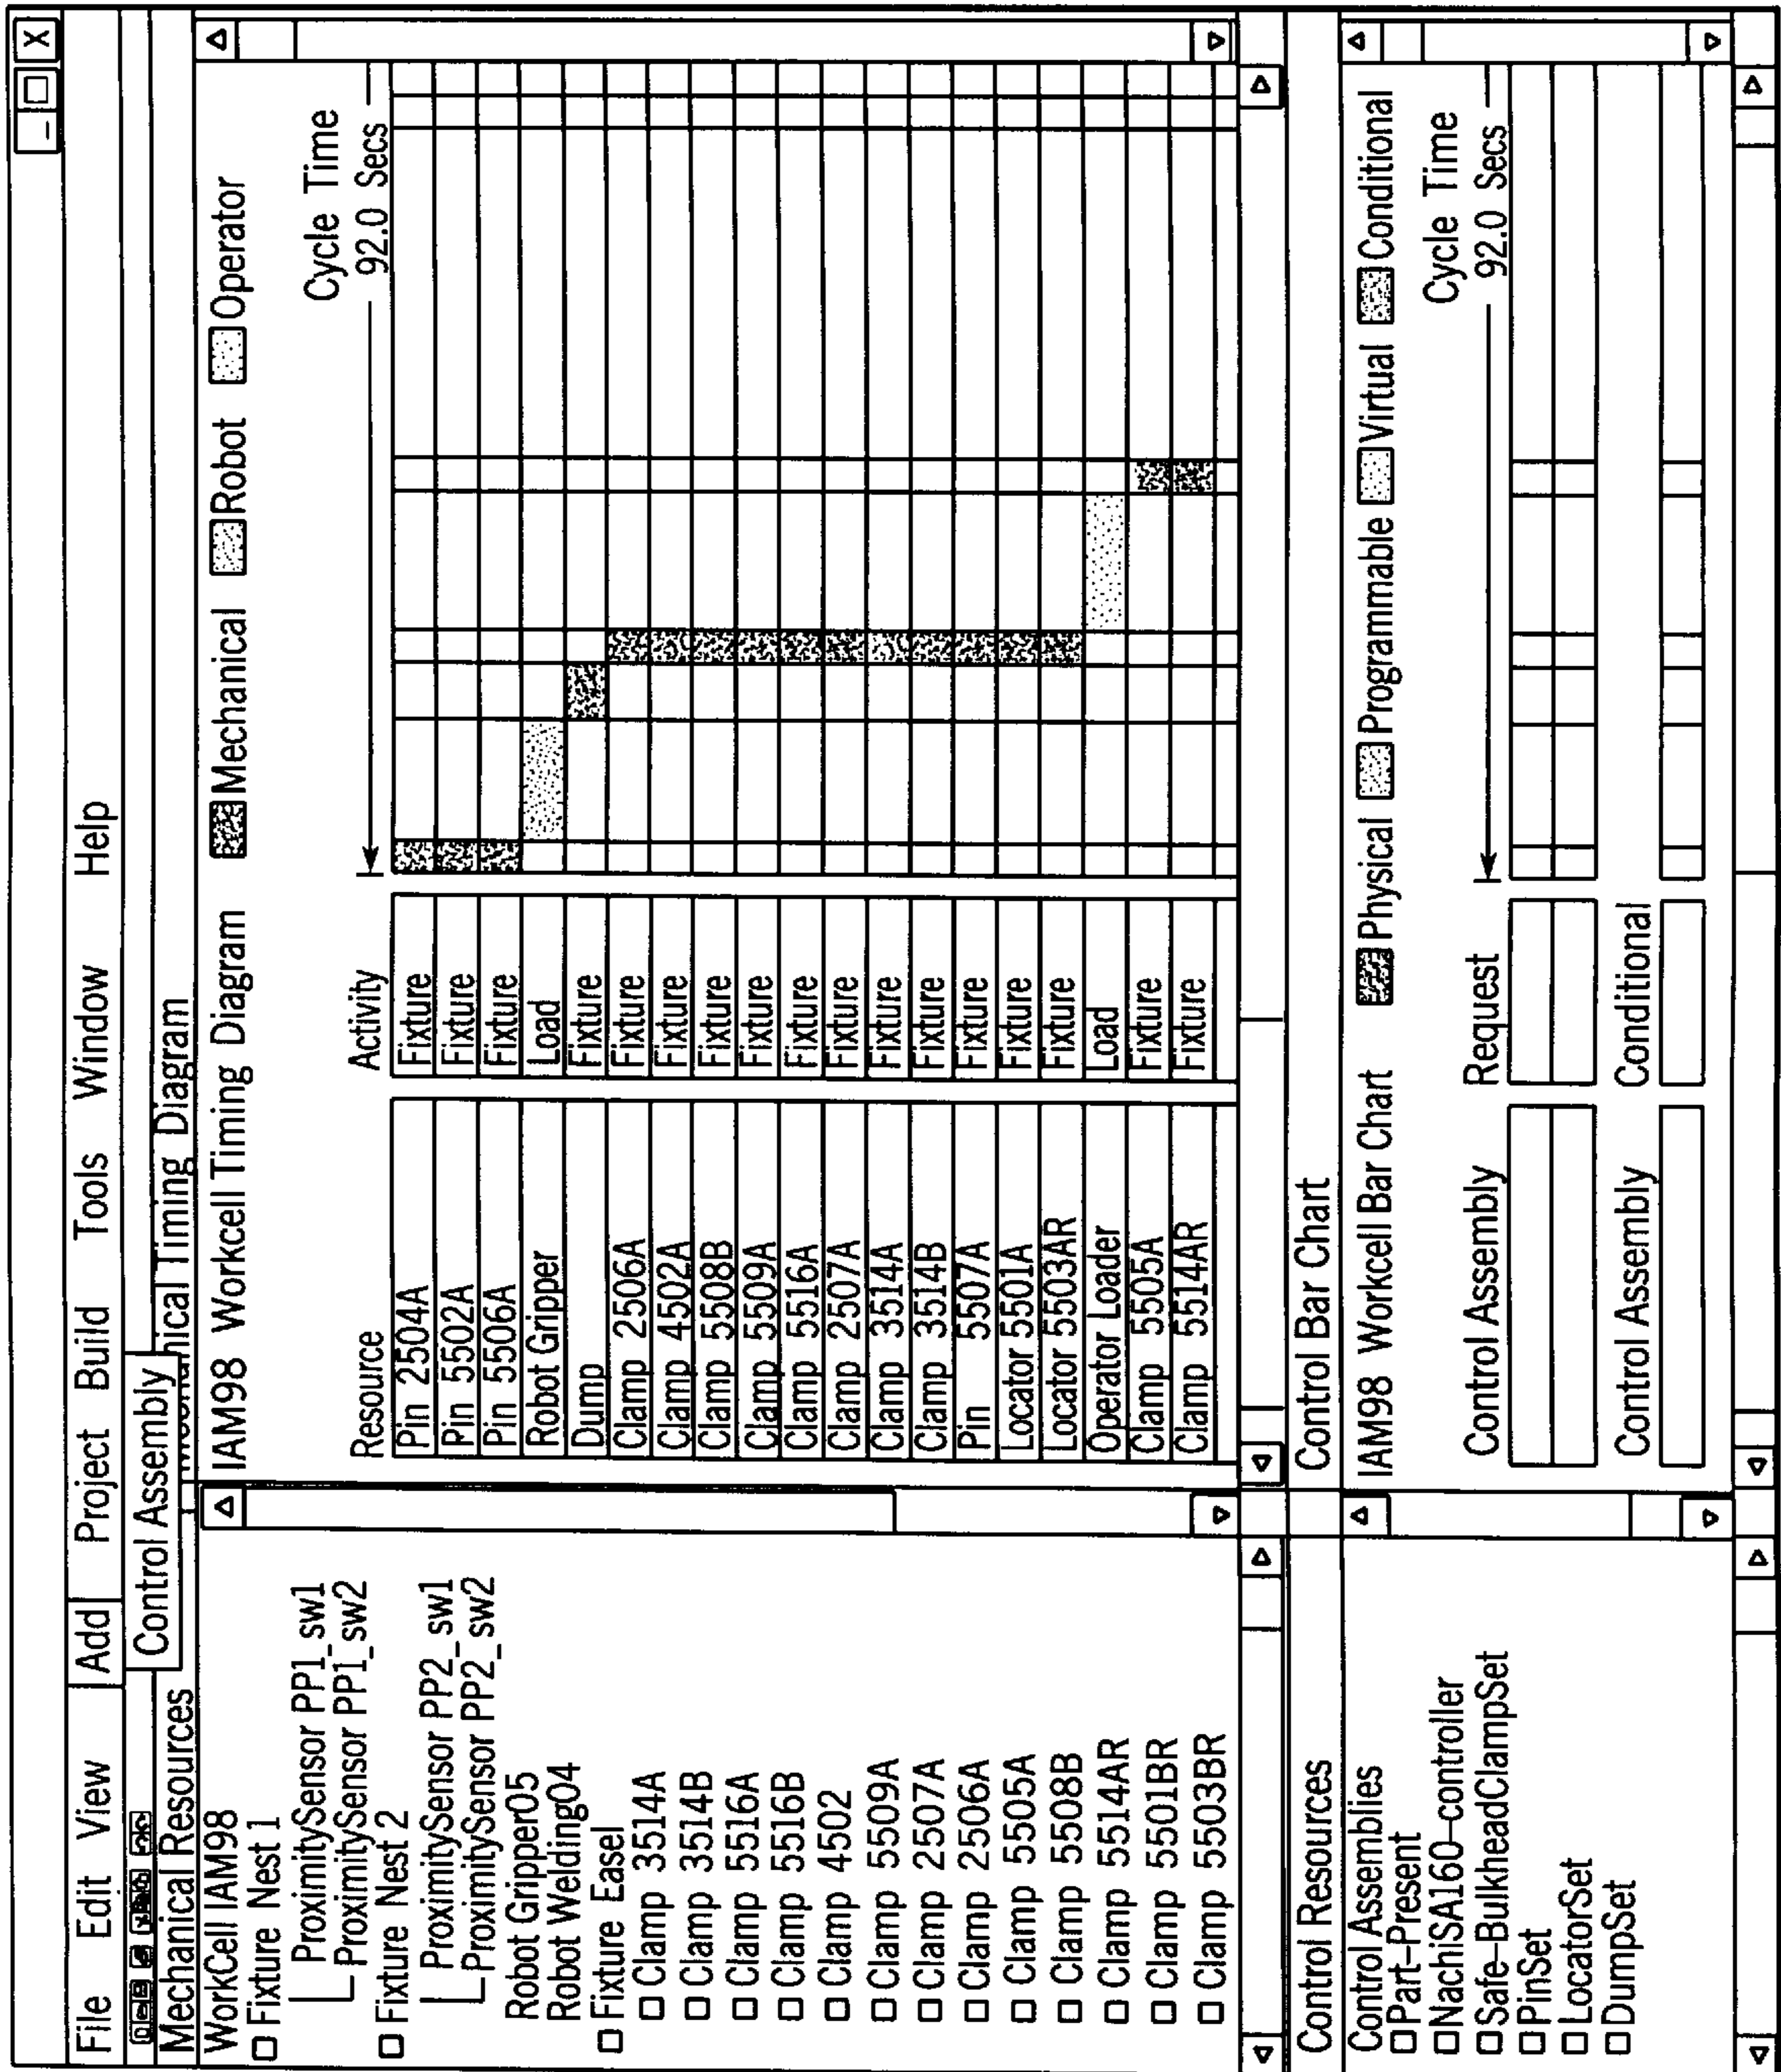 File Edit View Add Project Build Tools Window Help
Control Assembly
Mechanical Resources
WorkCell IAM98
Fixture Nest 1
ProximitySensor PP1_sw1
ProximitySensor PP1_sw2
Fixture Nest 2
ProximitySensor PP2_sw1
ProximitySensor PP2_sw2
Robot Gripper05
Robot Welding04
Fixture Easel
Clamp 3514A
Clamp 3514B
Clamp 5516A
Clamp 5516B
Clamp 4502
Clamp 5509A
Clamp 2507A
Clamp 2506A
Clamp 5505A
Clamp 5508B
Clamp 5514AR
Clamp 5501BR
Clamp 5503BR
Timing Diagram
IAM98 Workcell Timing Diagram Mechanical Robot Operator
Cycle Time
92.0 Secs
Resource Activity
Pin 2504A Fixture
Pin 5502A Fixture
Pin 5506A Fixture
Robot Gripper Load
Dump Fixture
Clamp 2506A Fixture
Clamp 4502A Fixture
Clamp 5508B Fixture
Clamp 5509A Fixture
Clamp 5516A Fixture
Clamp 2507A Fixture
Clamp 3514A Fixture
Clamp 3514B Fixture
Pin 5507A Fixture
Locator 5501A Fixture
Locator 5503AR Fixture
Operator Loader Load
Clamp 5505A Fixture
Clamp 5514AR Fixture
Control Resources
Control Assemblies
Part-Present
NachiSA160-controller
Safe-BulkheadClampSet
PinSet
LocatorSet
DumpSet
Control Bar Chart
IAM98 Workcell Bar Chart Physical Programmable Virtual Conditional
Cycle Time
92.0 Secs
Control Assembly Request
Control Assembly Conditional